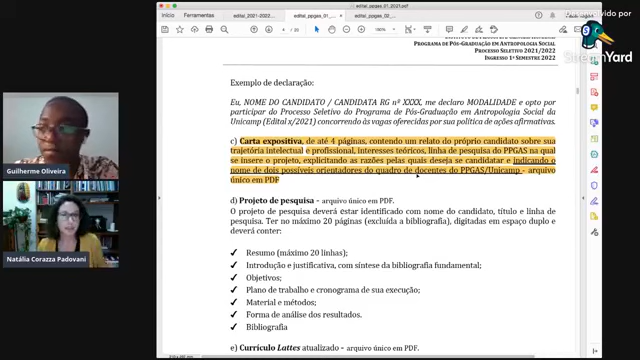 edital_ppgas_01_2021.pdf
Início
Ferramentas
edital_2021-2022...
edital_ppgas_01_...
edital_ppgas_02_...
StreamYard
PROGRAMA DE PÓS-GRADUAÇÃO EM ANTROPOLOGIA SOCIAL
PROCESSO SELETIVO 2021/2022
INGRESSO 1º SEMESTRE 2022
Exemplo de declaração:
Eu, NOME DO CANDIDATO / CANDIDATA RG nº XXXX, me declaro MODALIDADE e opto por
participar do Processo Seletivo do Programa de Pós-Graduação em Antropologia Social da
Unicamp (Edital x/2021) concorrendo às vagas oferecidas por sua política de ações afirmativas.
c) Carta expositiva, de até 4 páginas, contendo um relato do próprio candidato sobre sua
trajetória intelectual e profissional, interesses teóricos, linha de pesquisa do PPGAS na qual
se insere o projeto, explicitando as razões pelas quais deseja se candidatar e indicando o
nome de dois possíveis orientadores do quadro de docentes do PPGAS/Unicamp - arquivo
único em PDF
d) Projeto de pesquisa - arquivo único em PDF.
O projeto de pesquisa deverá estar identificado com nome do candidato, título e linha de
pesquisa. Ter no máximo 20 páginas (excluída a bibliografia), digitadas em espaço duplo e
deverá conter:
✓ Resumo (máximo 20 linhas);
✓ Introdução e justificativa, com síntese da bibliografia fundamental;
✓ Objetivos;
✓ Plano de trabalho e cronograma de sua execução;
✓ Material e métodos;
✓ Forma de análise dos resultados.
✓ Bibliografia
e) Currículo Lattes atualizado - arquivo único em PDF.
Guilherme Oliveira
Natália Corazza Padovani